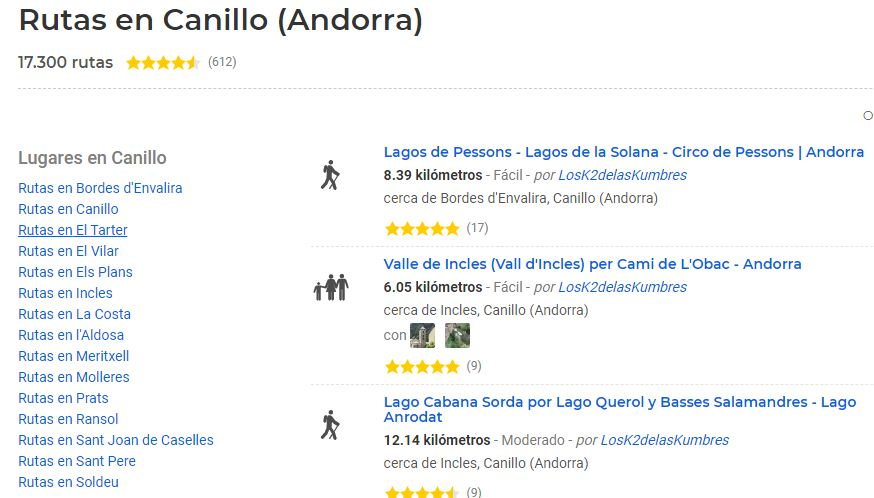 Rutas en Canillo (Andorra)
17.300 rutas (612)
Lugares en Canillo
Rutas en Bordes d'Envalira
Rutas en Canillo
Rutas en El Tarter
Rutas en El Vilar
Rutas en Els Plans
Rutas en Incles
Rutas en La Costa
Rutas en l'Aldosa
Rutas en Meritxell
Rutas en Molleres
Rutas en Prats
Rutas en Ransol
Rutas en Sant Joan de Caselles
Rutas en Sant Pere
Rutas en Soldeu
Lagos de Pessons - Lagos de la Solana - Circo de Pessons | Andorra
8.39 kilómetros - Fácil - por LosK2delasKumbres
cerca de Bordes d'Envalira, Canillo (Andorra)
(17)
Valle de Incles (Vall d'Incles) per Cami de L'Obac - Andorra
6.05 kilómetros - Fácil - por LosK2delasKumbres
cerca de Incles, Canillo (Andorra)
con
(9)
Lago Cabana Sorda por Lago Querol y Basses Salamandres - Lago
Anrodat
12.14 kilómetros - Moderado - por LosK2delasKumbres
cerca de Incles, Canillo (Andorra)
(9)